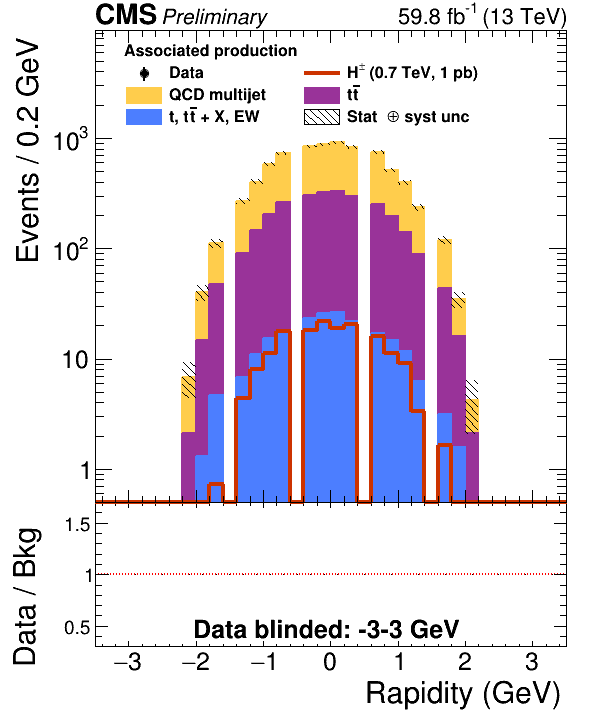 CMS Preliminary 59.8 fb⁻¹ (13 TeV)
Events / 0.2 GeV
Associated production
Data
H± (0.7 TeV, 1 pb)
QCD multijet
tt̄
t, tt̄ + X, EW
Stat ⊕ syst unc
10³
10²
10
1
Data / Bkg
1.5
1
0.5
Data blinded: -3-3 GeV
−3 −2 −1 0 1 2 3
Rapidity (GeV)